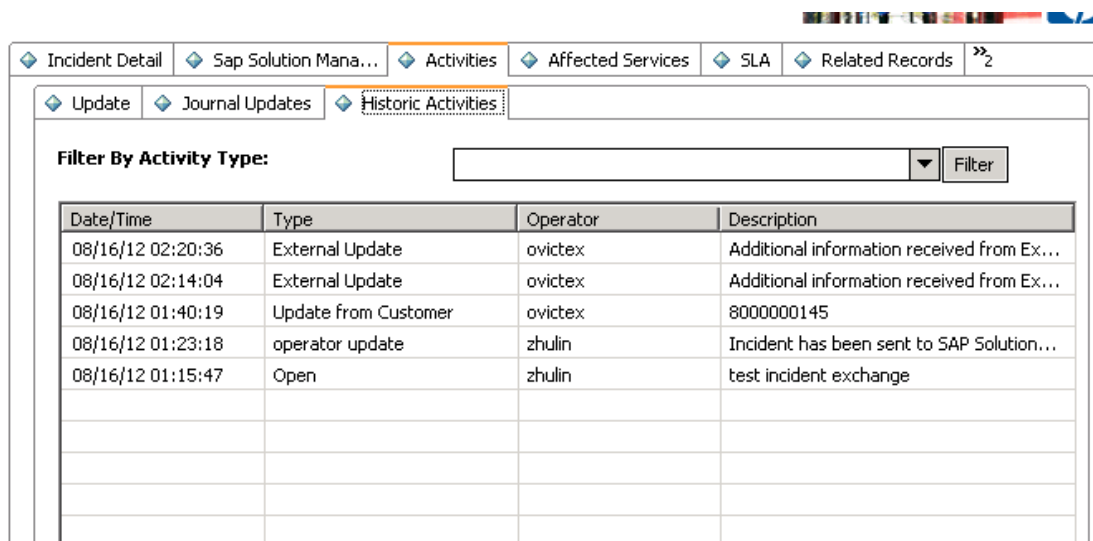 Incident Detail Sap Solution Mana... Activities Affected Services SLA Related Records »2
Update Journal Updates Historic Activities
Filter By Activity Type: Filter
Date/Time Type Operator Description
08/16/12 02:20:36 External Update ovictex Additional information received from Ex...
08/16/12 02:14:04 External Update ovictex Additional information received from Ex...
08/16/12 01:40:19 Update from Customer ovictex 8000000145
08/16/12 01:23:18 operator update zhulin Incident has been sent to SAP Solution...
08/16/12 01:15:47 Open zhulin test incident exchange